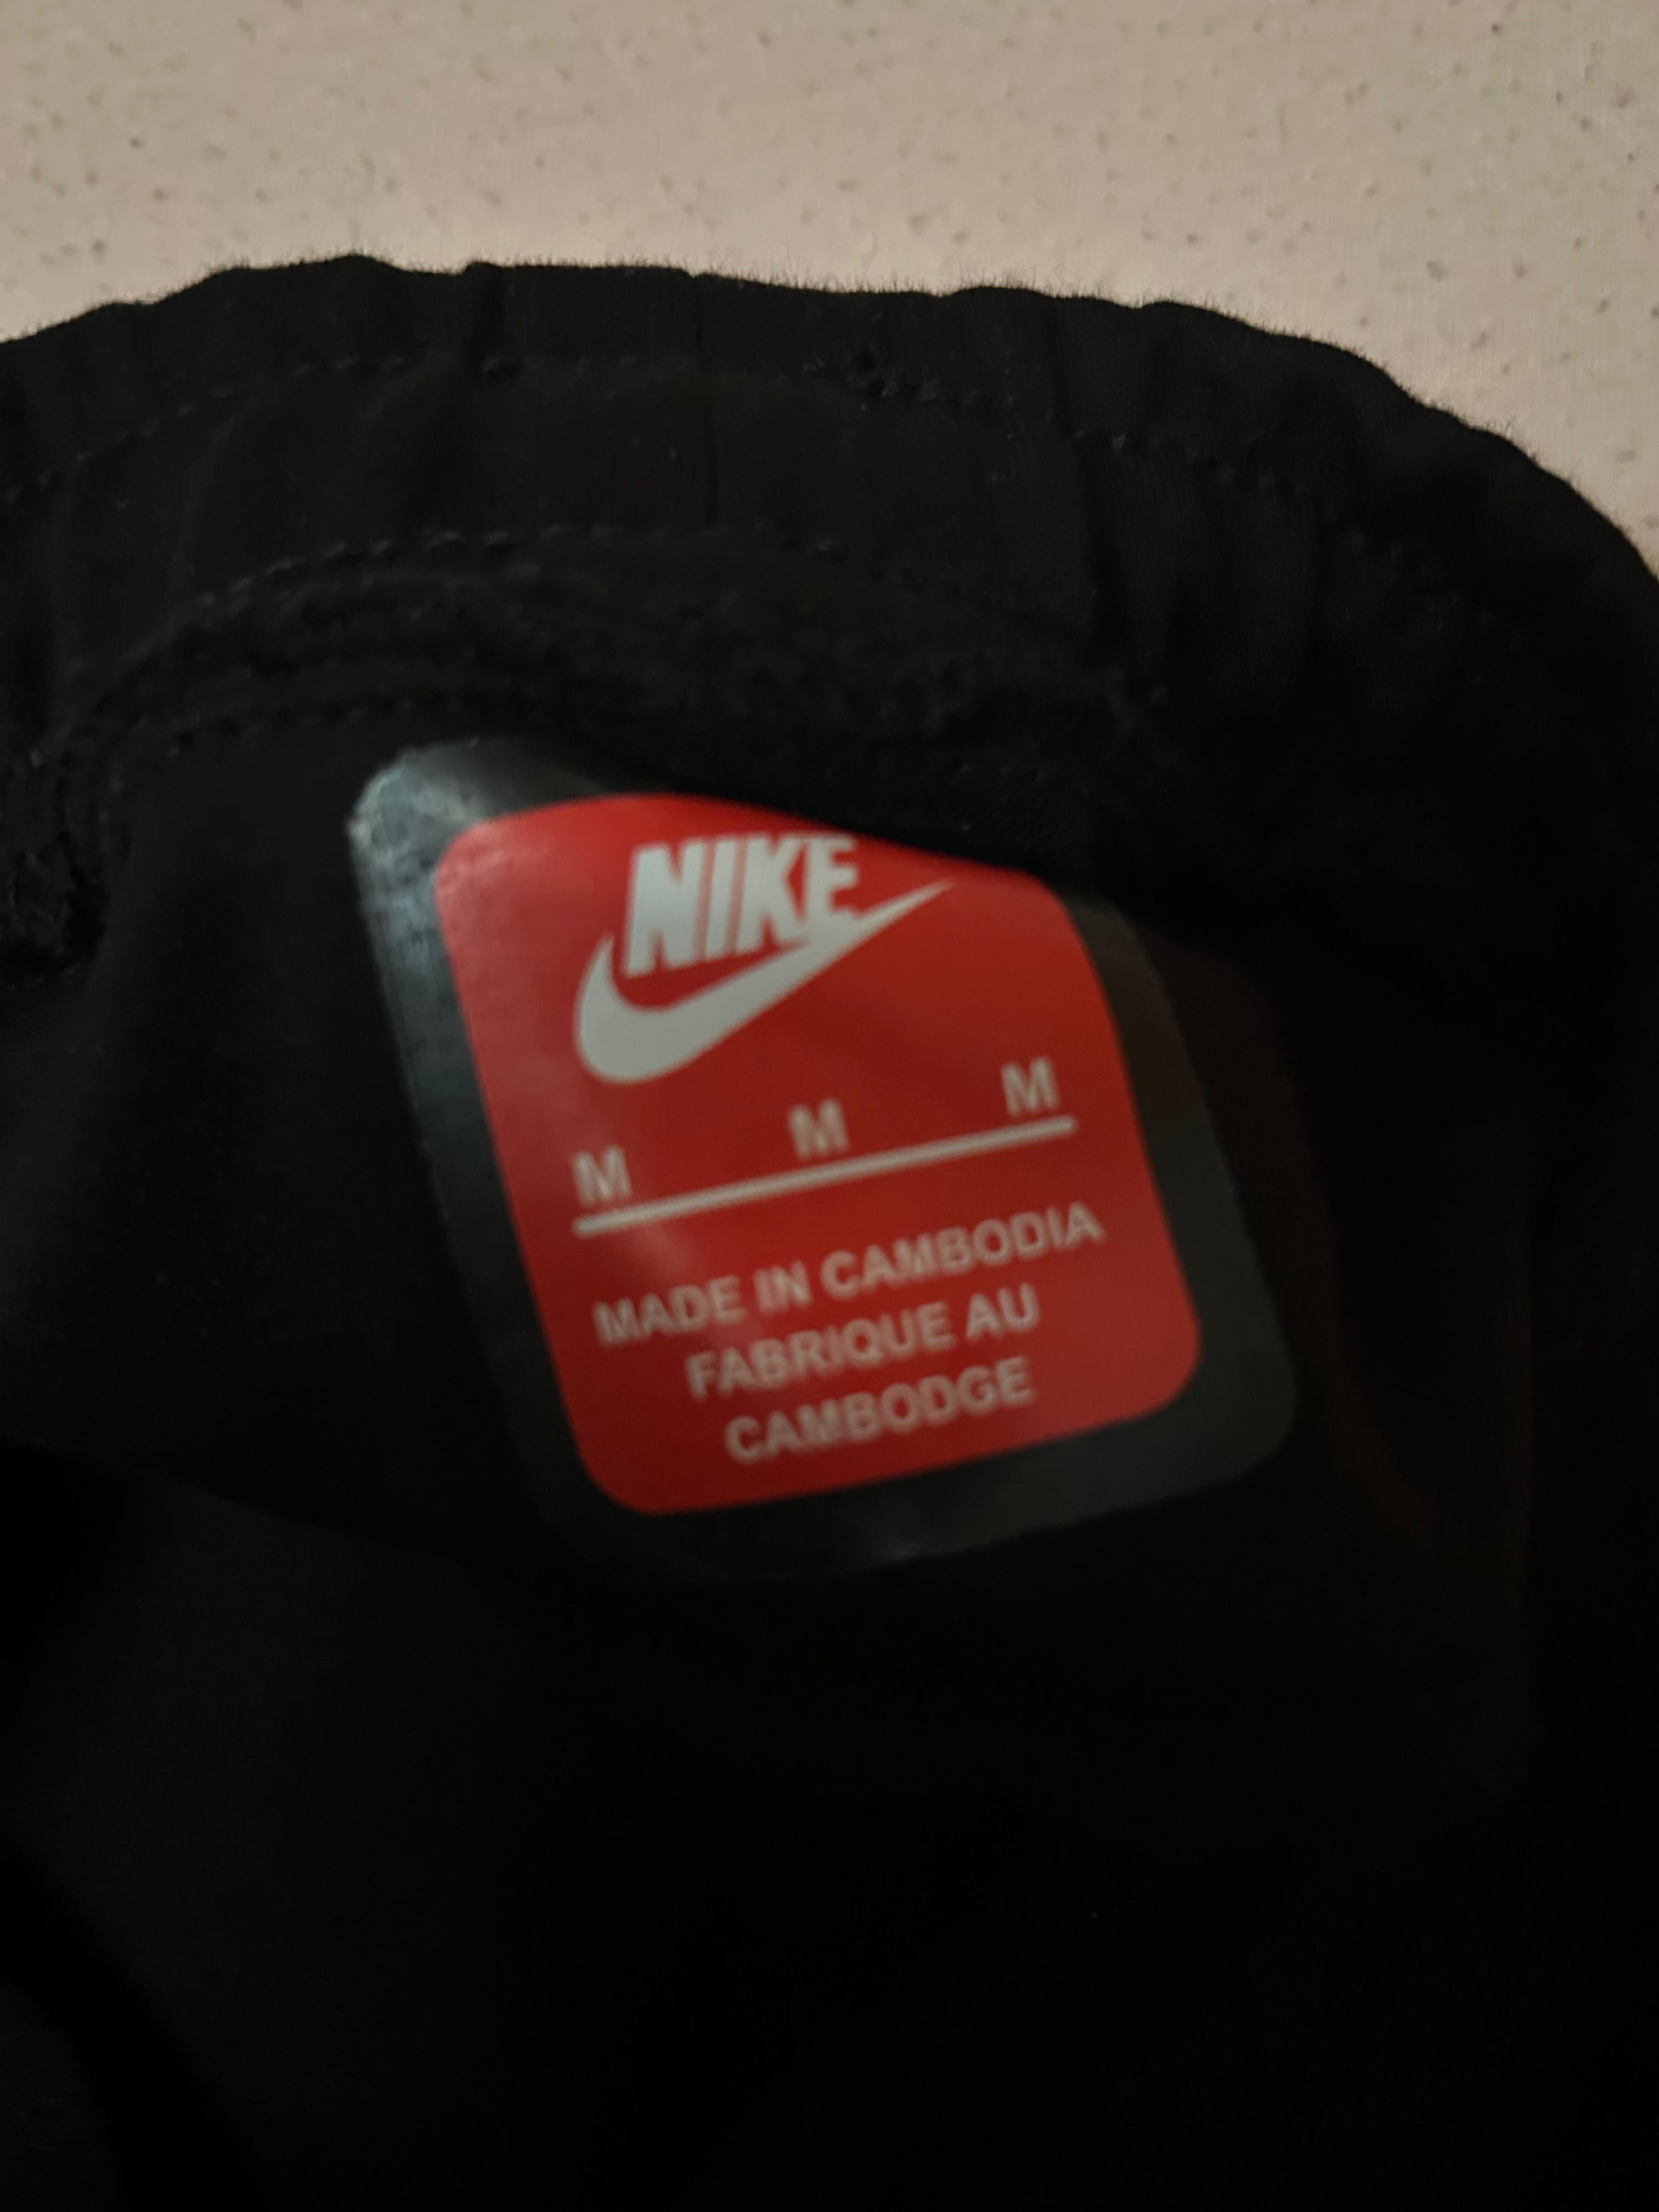 NIKE
M M M
MADE IN CAMBODIA
FABRIQUE AU
CAMBODGE